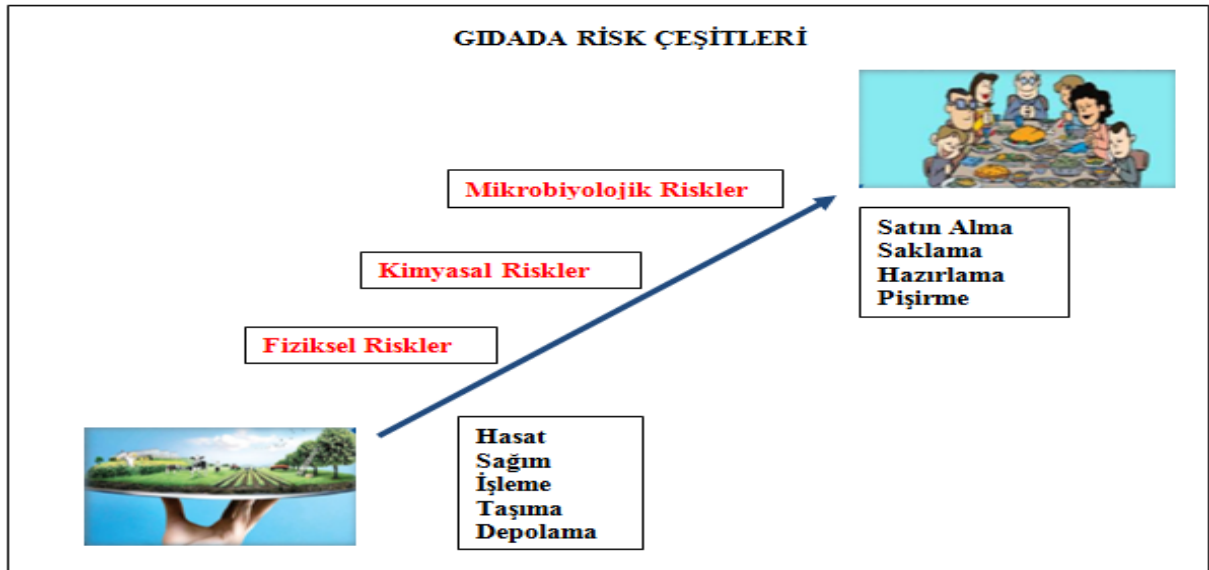 GIDADA RİSK ÇEŞİTLERİ
Mikrobiyolojik Riskler
Satın Alma
Saklama
Hazırlama
Pişirme
Kimyasal Riskler
Fiziksel Riskler
Hasat
Sağım
İşleme
Taşıma
Depolama